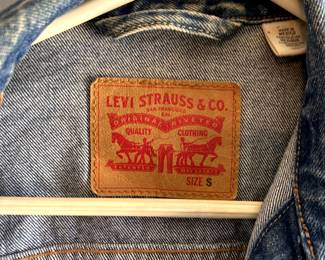 LEVI STRAUSS & CO.
SAN FRANCISCO
CAL.
ORIGINAL RIVETED
QUALITY CLOTHING
SIZE S